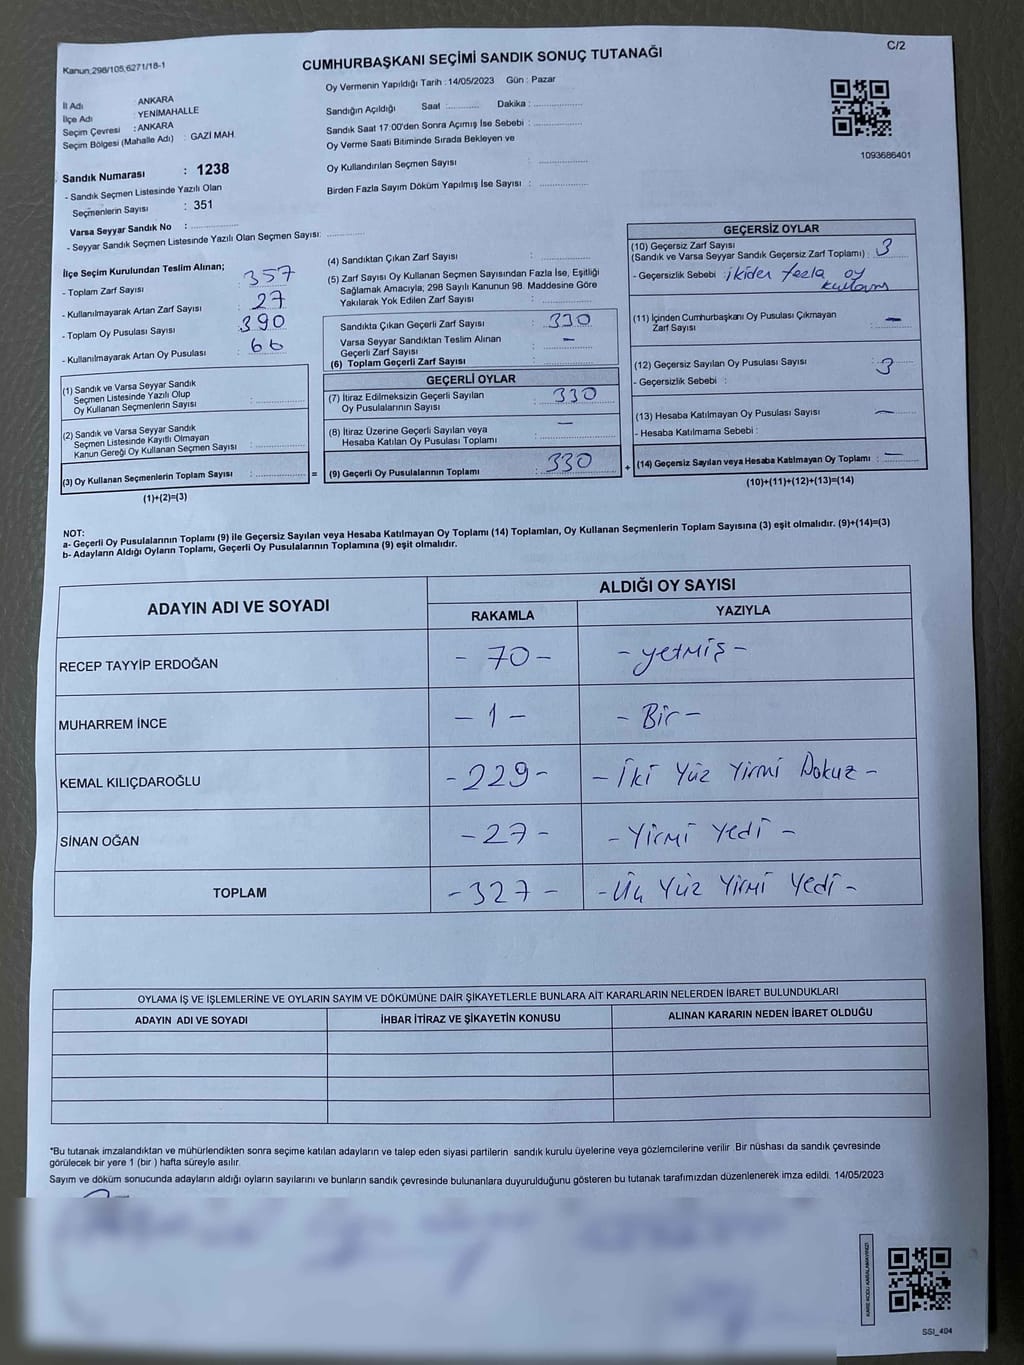 Kanun:298/105,6271/18-1
CUMHURBAŞKANI SEÇİMİ SANDIK SONUÇ TUTANAĞI
C/2
Oy Vermenin Yapıldığı Tarih : 14/05/2023 Gün : Pazar
İl Adı : ANKARA
İlçe Adı : YENİMAHALLE
Seçim Çevresi : ANKARA
Seçim Bölgesi (Mahalle Adı) : GAZİ MAH.
Sandık Numarası : 1238
- Sandık Seçmen Listesinde Yazılı Olan
Seçmenlerin Sayısı : 351
Varsa Seyyar Sandık No :
- Seyyar Sandık Seçmen Listesinde Yazılı Olan Seçmen Sayısı:
Sandığın Açıldığı Saat Dakika :
Sandık Saat 17:00'den Sonra Açımış İse Sebebi :
Oy Verme Saati Bitiminde Sırada Bekleyen ve
Oy Kullandırılan Seçmen Sayısı :
Birden Fazla Sayım Döküm Yapılmış İse Sayısı :
1093686401
İlçe Seçim Kurulundan Teslim Alınan;
- Toplam Zarf Sayısı : 357
- Kullanılmayarak Artan Zarf Sayısı : 27
- Toplam Oy Pusulası Sayısı : 390
- Kullanılmayarak Artan Oy Pusulası : 66
(1) Sandık ve Varsa Seyyar Sandık
Seçmen Listesinde Yazılı Olup
Oy Kullanan Seçmenlerin Sayısı :
(2) Sandık ve Varsa Seyyar Sandık
Seçmen Listesinde Kayıtlı Olmayan
Kanun Gereği Oy Kullanan Seçmen Sayısı :
(3) Oy Kullanan Seçmenlerin Toplam Sayısı : =
(1)+(2)=(3)
(4) Sandıktan Çıkan Zarf Sayısı :
(5) Zarf Sayısı Oy Kullanan Seçmen Sayısından Fazla İse, Eşitliği
Sağlamak Amacıyla; 298 Sayılı Kanunun 98. Maddesine Göre
Yakılarak Yok Edilen Zarf Sayısı :
Sandıkta Çıkan Geçerli Zarf Sayısı : 330
Varsa Seyyar Sandıktan Teslim Alınan
Geçerli Zarf Sayısı : –
(6) Toplam Geçerli Zarf Sayısı :
GEÇERLİ OYLAR
(7) İtiraz Edilmeksizin Geçerli Sayılan
Oy Pusulalarının Sayısı : 330
(8) İtiraz Üzerine Geçerli Sayılan veya
Hesaba Katılan Oy Pusulası Toplamı : –
(9) Geçerli Oy Pusulalarının Toplamı : 330 +
GEÇERSİZ OYLAR
(10) Geçersiz Zarf Sayısı
(Sandık ve Varsa Seyyar Sandık Geçersiz Zarf Toplamı) : 3
- Geçersizlik Sebebi : ikiden fazla oy
(11) İçinden Cumhurbaşkanı Oy Pusulası Çıkmayan
Zarf Sayısı : –
(12) Geçersiz Sayılan Oy Pusulası Sayısı : 3
- Geçersizlik Sebebi :
(13) Hesaba Katılmayan Oy Pusulası Sayısı : –
- Hesaba Katılmama Sebebi :
(14) Geçersiz Sayılan veya Hesaba Katılmayan Oy Toplamı : –
(10)+(11)+(12)+(13)=(14)
NOT:
a- Geçerli Oy Pusulalarının Toplamı (9) ile Geçersiz Sayılan veya Hesaba Katılmayan Oy Toplamı (14) Toplamları, Oy Kullanan Seçmenlerin Toplam Sayısına (3) eşit olmalıdır. (9)+(14)=(3)
b- Adayların Aldığı Oyların Toplamı, Geçerli Oy Pusulalarının Toplamına (9) eşit olmalıdır.
ADAYIN ADI VE SOYADI
ALDIĞI OY SAYISI
RAKAMLA YAZIYLA
RECEP TAYYİP ERDOĞAN - 70 - - yetmiş -
MUHARREM İNCE - 1 - - Bir -
KEMAL KILIÇDAROĞLU - 229 - - İki Yüz Yirmi Dokuz -
SİNAN OĞAN - 27 - - Yirmi Yedi -
TOPLAM - 327 - - Üç Yüz Yirmi Yedi -
OYLAMA İŞ VE İŞLEMLERİNE VE OYLARIN SAYIM VE DÖKÜMÜNE DAİR ŞİKAYETLERLE BUNLARA AİT KARARLARIN NELERDEN İBARET BULUNDUKLARI
ADAYIN ADI VE SOYADI İHBAR İTİRAZ VE ŞİKAYETİN KONUSU ALINAN KARARIN NEDEN İBARET OLDUĞU
*Bu tutanak imzalandıktan ve mühürlendikten sonra seçime katılan adayların ve talep eden siyasi partilerin sandık kurulu üyelerine veya gözlemcilerine verilir. Bir nüshası da sandık çevresinde
görülecek bir yere 1 (bir ) hafta süreyle asılır.
Sayım ve döküm sonucunda adayların aldığı oyların sayılarını ve bunların sandık çevresinde bulunanlara duyurulduğunu gösteren bu tutanak tarafımızdan düzenlenerek imza edildi. 14/05/2023
SSI_404